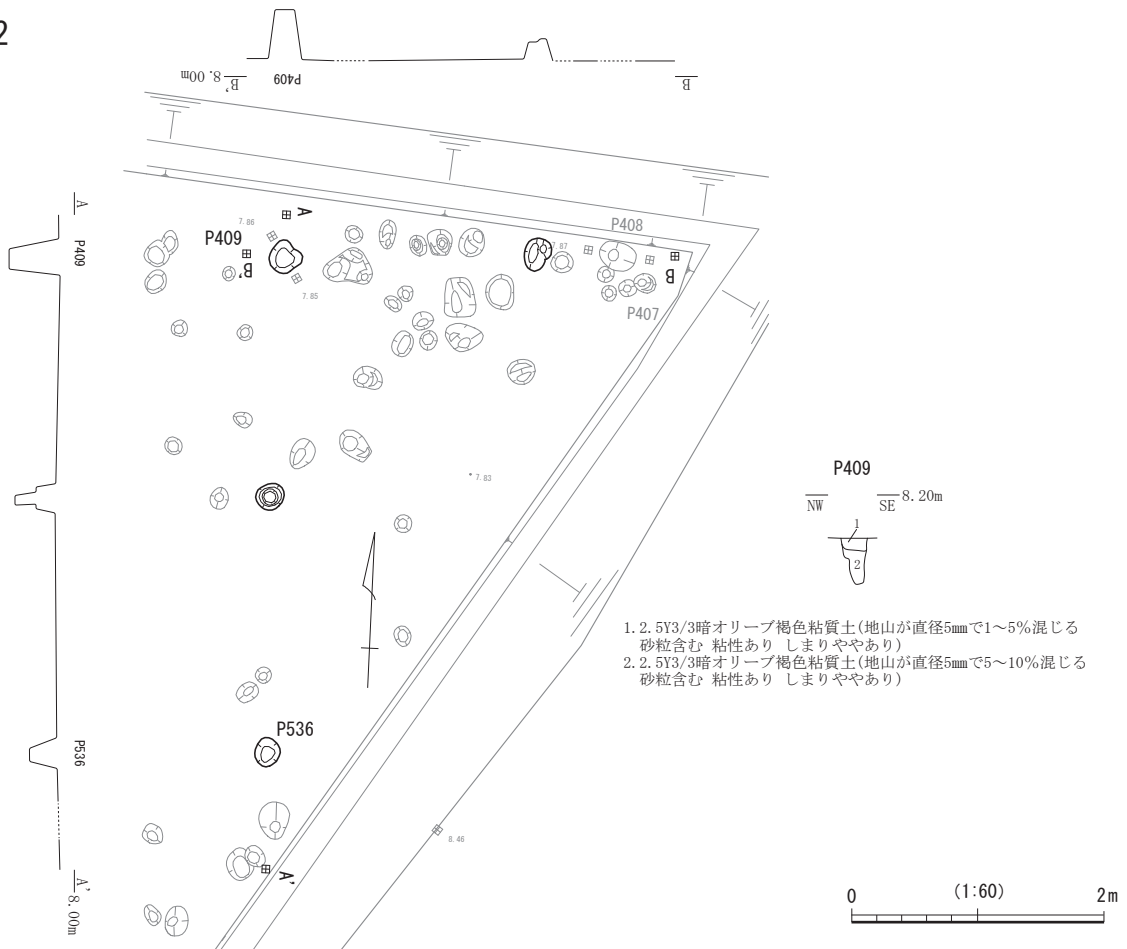 2
B' 8.00m
P409
B
A
P409
P536
A' 8.00m
7.86
A
P409
B'
7.85
7.87
P408
B
P407
7.83
P536
A'
8.46
P409
NW
SE 8.20m
1
2
1. 2.5Y3/3暗オリーブ褐色粘質土(地山が直径5㎜で1～5％混じる
砂粒含む 粘性あり しまりややあり)
2. 2.5Y3/3暗オリーブ褐色粘質土(地山が直径5㎜で5～10％混じる
砂粒含む 粘性あり しまりややあり)
0 (1:60) 2m